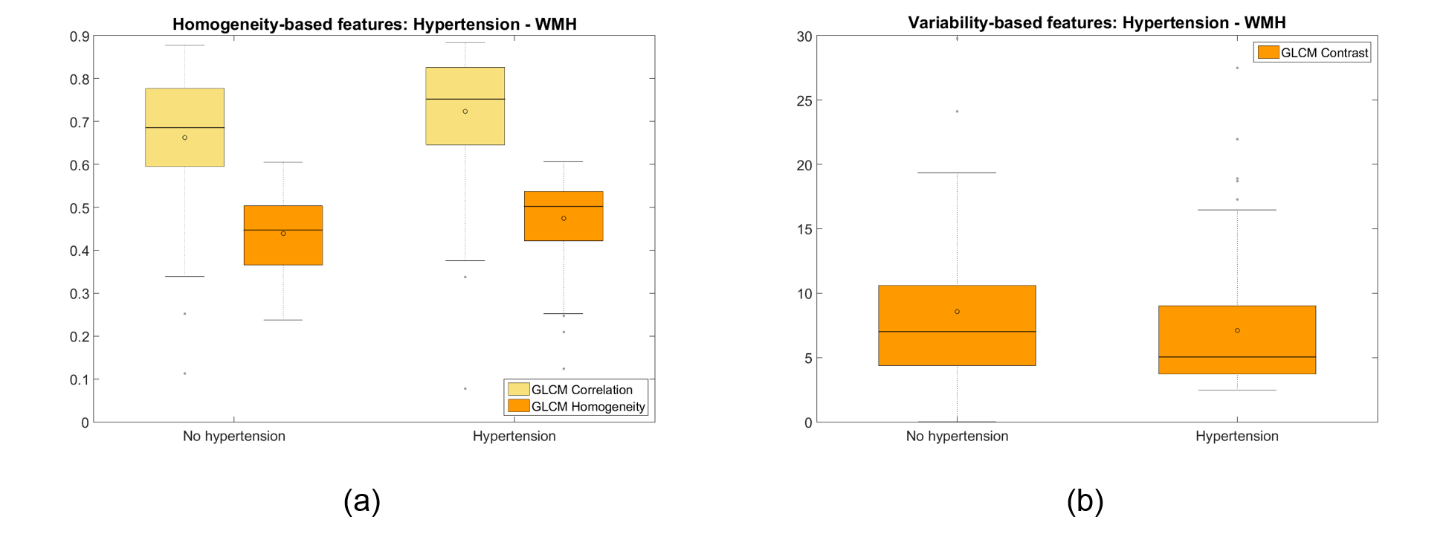 Homogeneity-based features: Hypertension - WMH
0.9
0.8
0.7
0.6
0.5
0.4
0.3
0.2
0.1
0
GLCM Correlation
GLCM Homogeneity
No hypertension
Hypertension
(a)
Variability-based features: Hypertension - WMH
30
25
20
15
10
5
0
GLCM Contrast
No hypertension
Hypertension
(b)